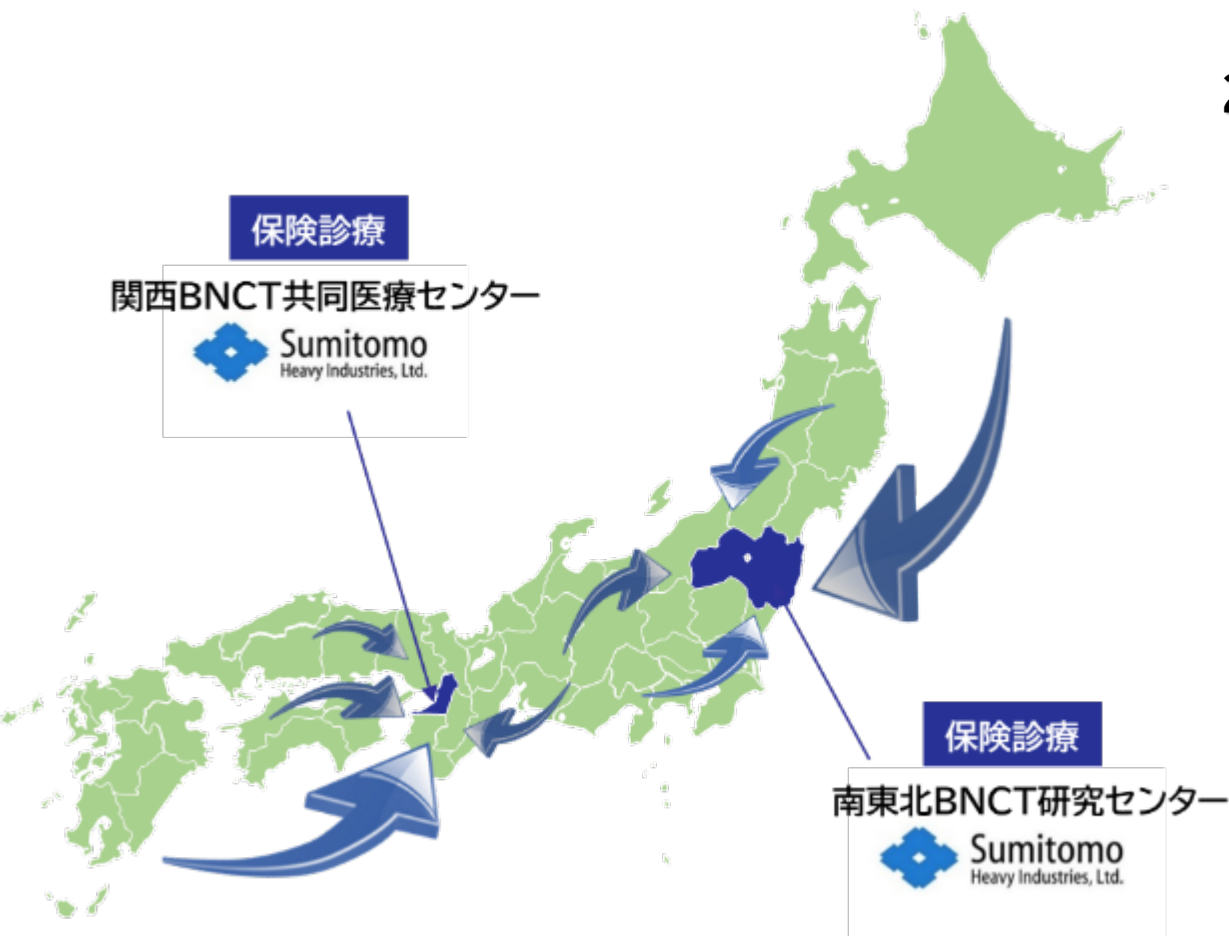 保険診療
関西BNCT共同医療センター
Sumitomo
Heavy Industries, Ltd.
保険診療
南東北BNCT研究センター
Sumitomo
Heavy Industries, Ltd.